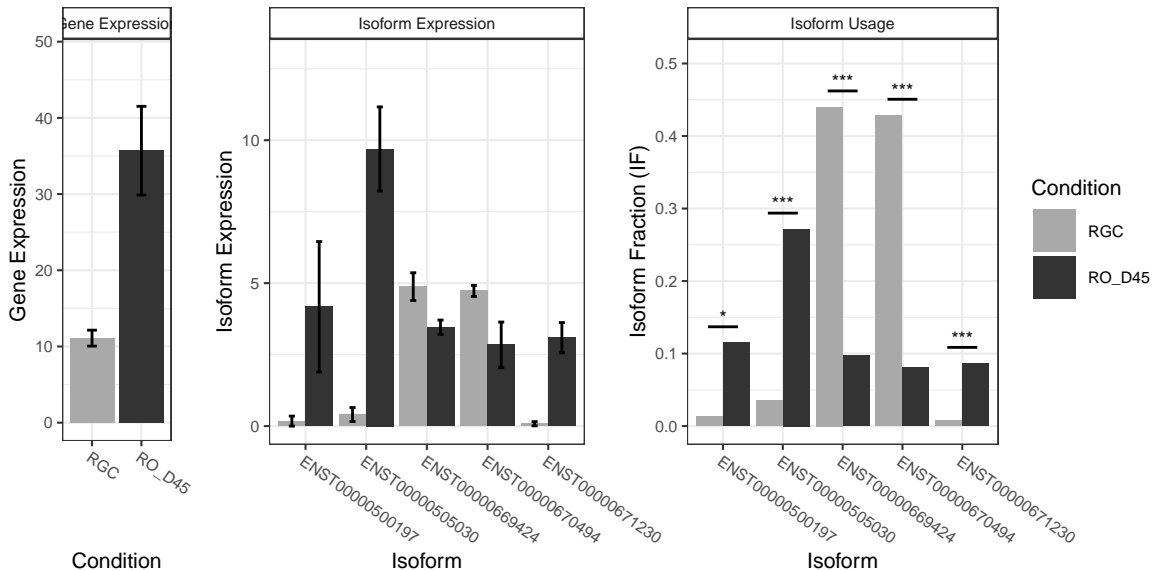 Gene Expression
Isoform Expression
Isoform Usage
Gene Expression
50
40
30
20
10
0
RGC
RO_D45
Condition
Isoform Expression
10
5
0
ENST00000500197
ENST00000505030
ENST00000669424
ENST00000670494
ENST00000671230
Isoform
Isoform Fraction (IF)
0.5
0.4
0.3
0.2
0.1
0.0
*
***
***
***
***
ENST00000500197
ENST00000505030
ENST00000669424
ENST00000670494
ENST00000671230
Isoform
Condition
RGC
RO_D45